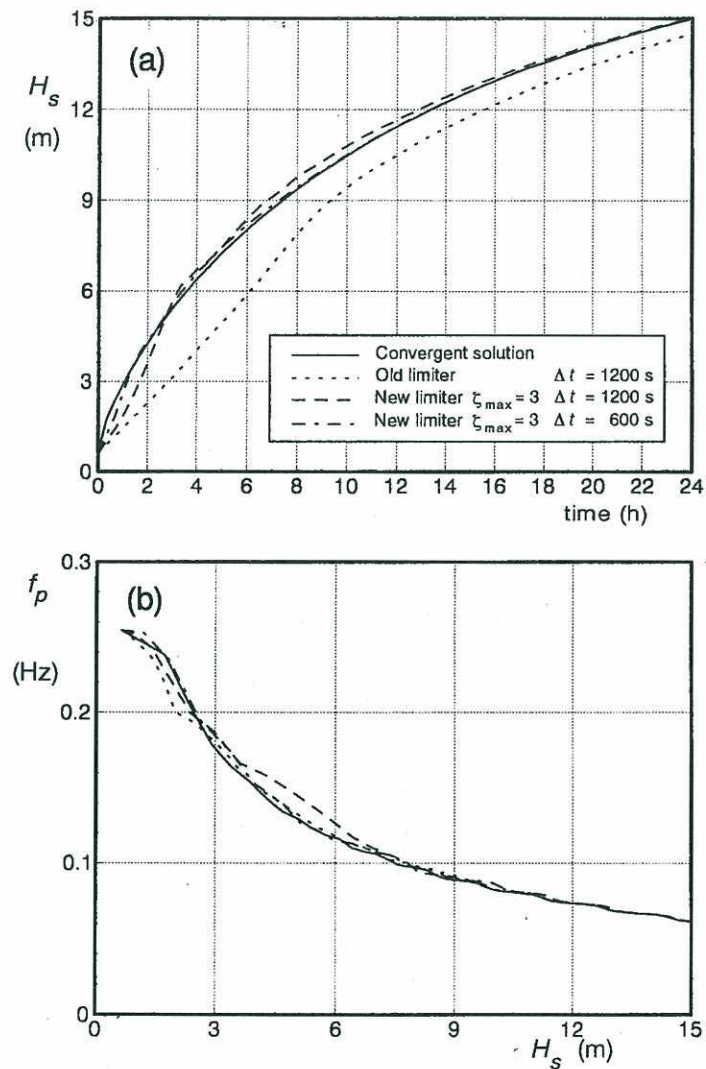 15
(a)
H_s
(m)
12
9
6
3
0
Convergent solution
Old limiter Δt = 1200 s
New limiter ζ_max = 3 Δt = 1200 s
New limiter ζ_max = 3 Δt = 600 s
0 2 4 6 8 10 12 14 16 18 20 22 24
time (h)
0.3
(b)
f_p
(Hz)
0.2
0.1
0
0 3 6 9 12 15
H_s (m)